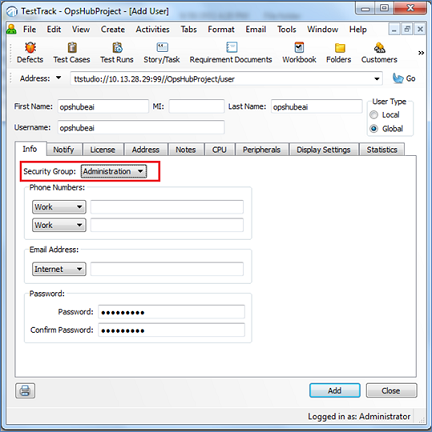 TestTrack - OpsHubProject - [Add User]
File Edit View Create Activities Tabs Format Email Tools Window Help
Defects Test Cases Test Runs Story/Task Requirement Documents Workbook Folders Customers
Address: ttstudio://10.13.28.29:99//OpsHubProject/user Go
First Name: opshubeai MI: Last Name: opshubeai User Type
Local
Username: opshubeai Global
Info Notify License Address Notes CPU Peripherals Display Settings Statistics
Security Group: Administration
Phone Numbers:
Work
Work
Email Address:
Internet
Password:
Password: •••••••••
Confirm Password: •••••••••
Add Close
Logged in as: Administrator